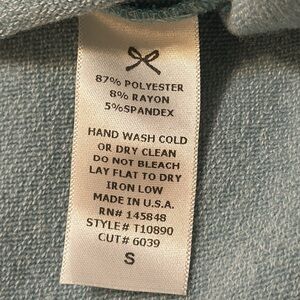 87% POLYESTER
8% RAYON
5%SPANDEX
HAND WASH COLD
OR DRY CLEAN
DO NOT BLEACH
LAY FLAT TO DRY
IRON LOW
MADE IN U.S.A.
RN# 145848
STYLE# T10890
CUT# 6039
S